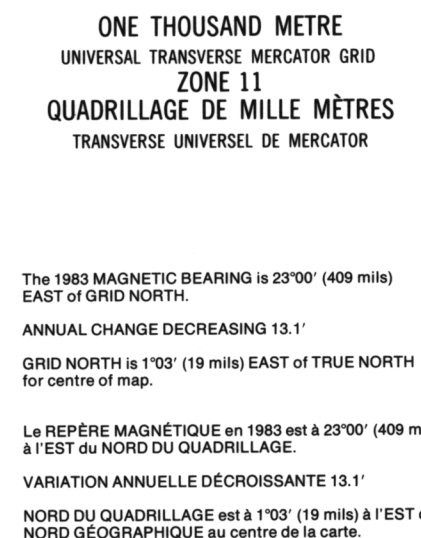 ONE THOUSAND METRE
UNIVERSAL TRANSVERSE MERCATOR GRID
ZONE 11
QUADRILLAGE DE MILLE MÈTRES
TRANSVERSE UNIVERSEL DE MERCATOR
The 1983 MAGNETIC BEARING is 23°00′ (409 mils)
EAST of GRID NORTH.
ANNUAL CHANGE DECREASING 13.1′
GRID NORTH is 1°03′ (19 mils) EAST of TRUE NORTH
for centre of map.
Le REPÈRE MAGNÉTIQUE en 1983 est à 23°00′ (409 m
à l'EST du NORD DU QUADRILLAGE.
VARIATION ANNUELLE DÉCROISSANTE 13.1′
NORD DU QUADRILLAGE est à 1°03′ (19 mils) à l'EST
NORD GÉOGRAPHIQUE au centre de la carte.